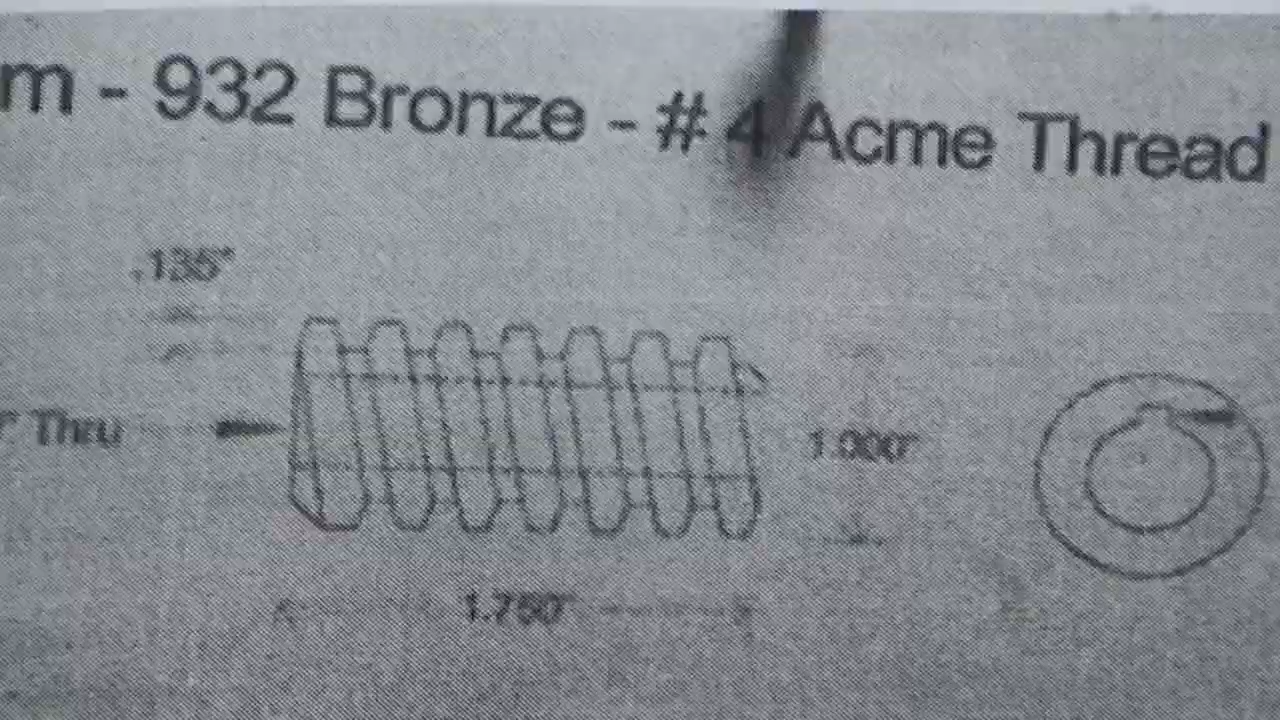 m - 932 Bronze - # 4 Acme Thread
.135"
" Thru
1.000"
1.750"